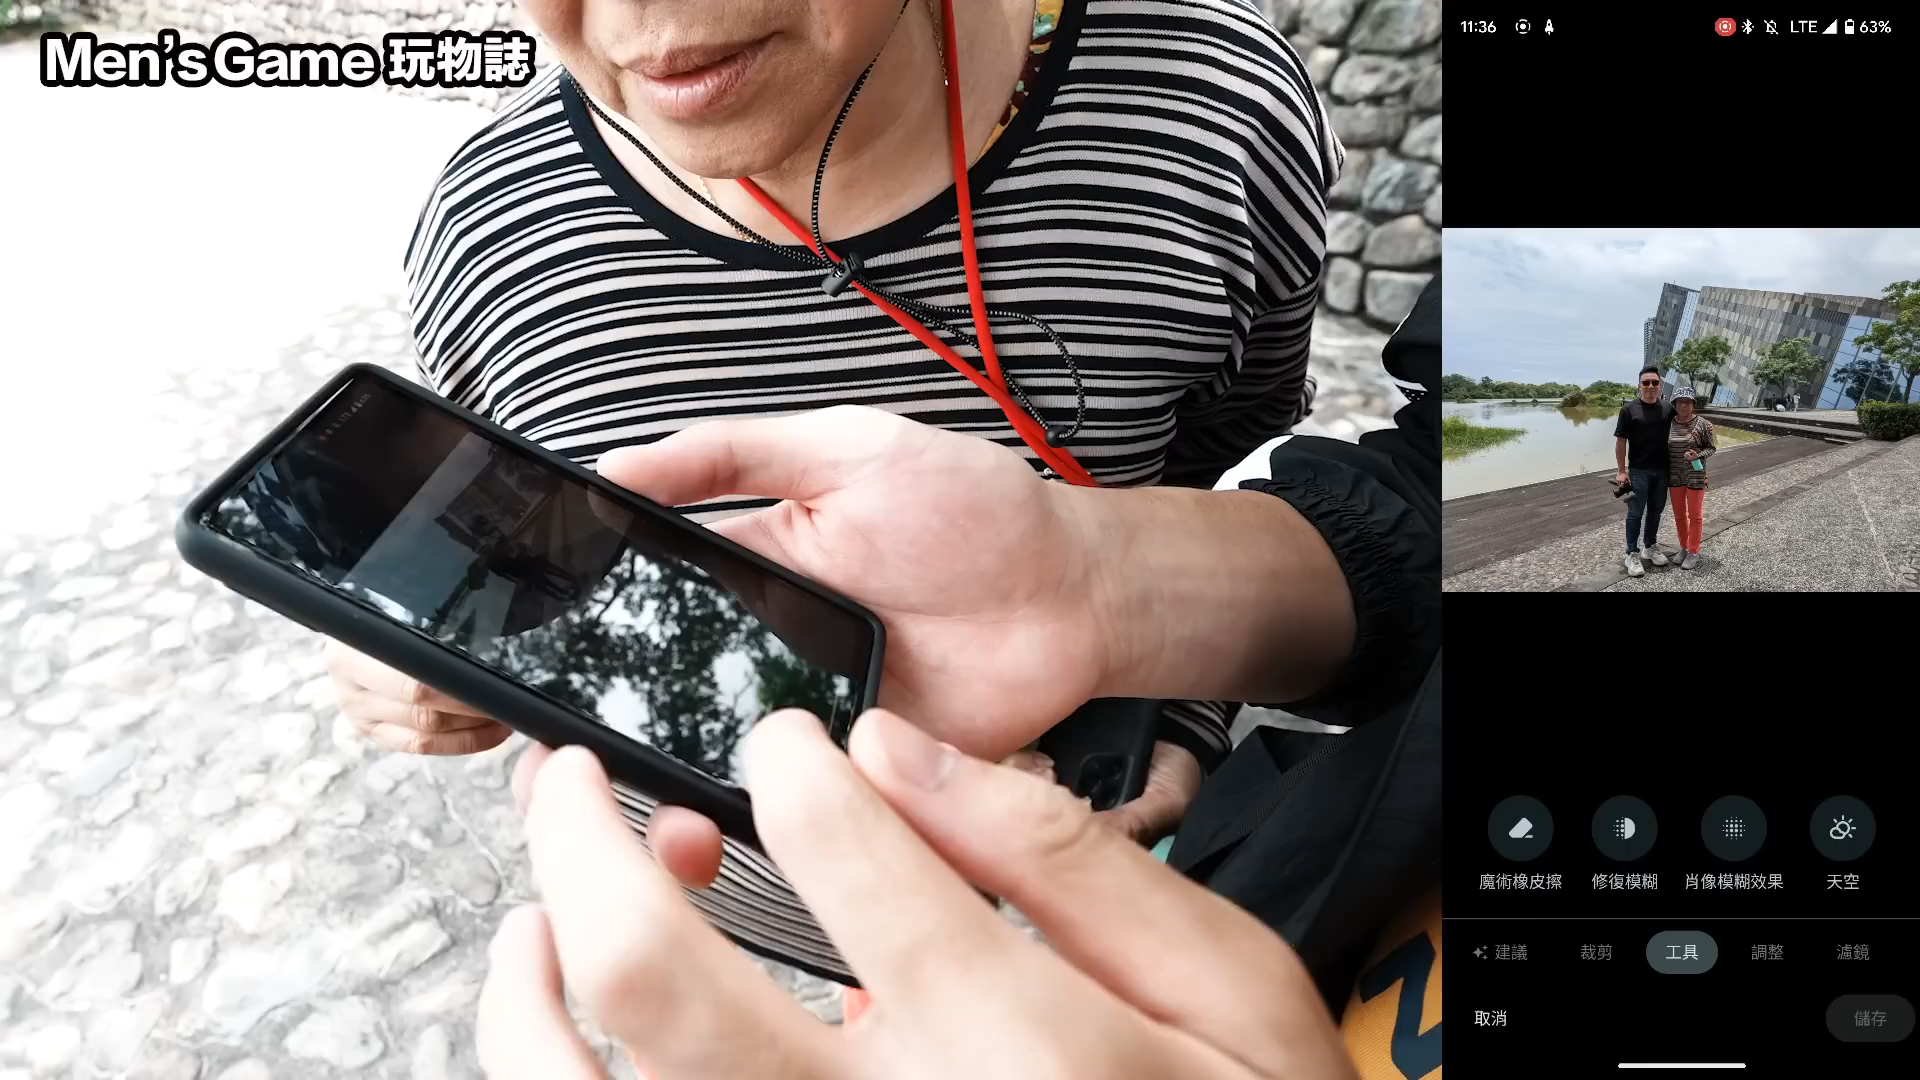 Men'sGame 玩物誌
11:36
LTE 63%
魔術橡皮擦 修復模糊 肖像模糊效果 天空
建議 裁剪 工具 調整 濾鏡
取消 儲存